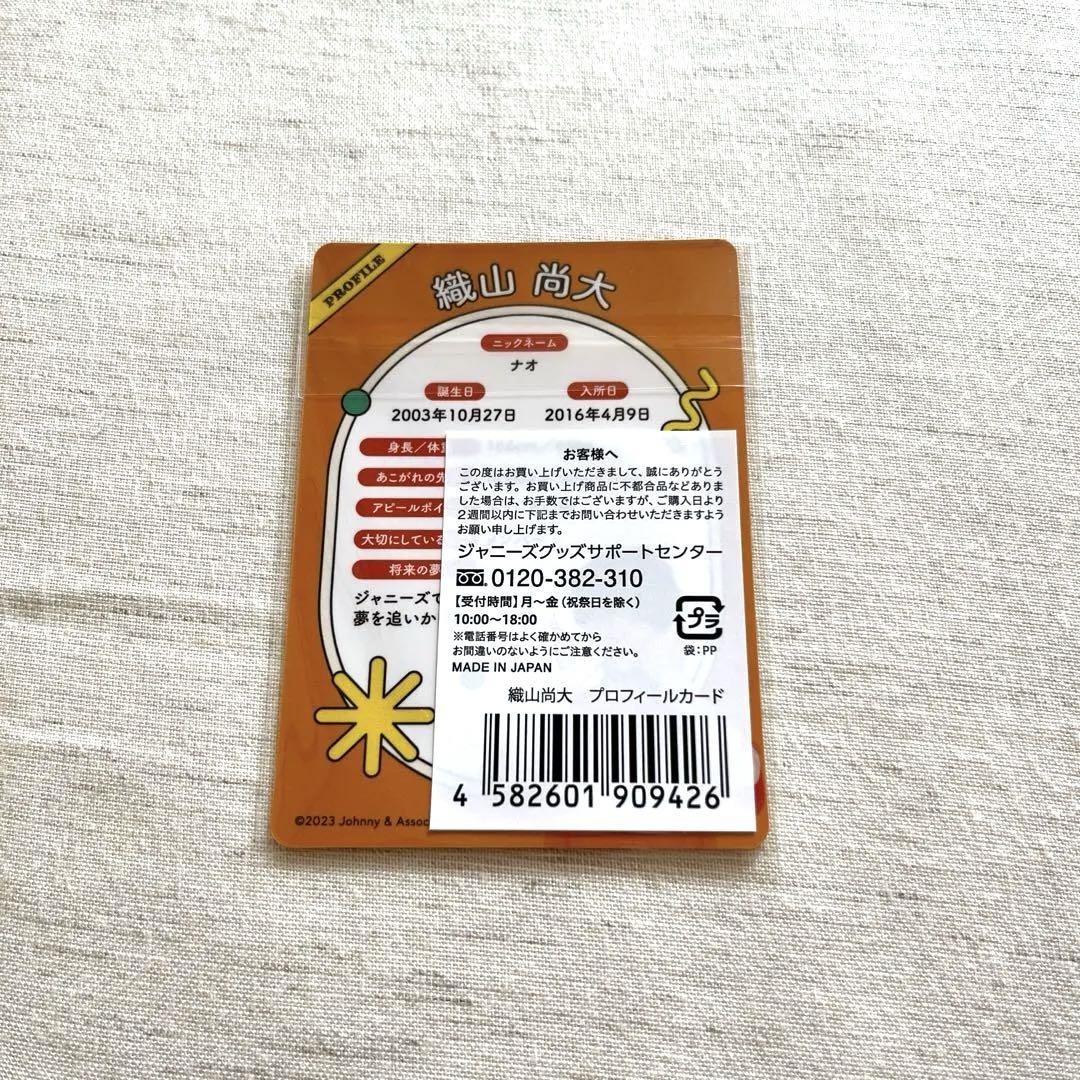 PROFILE
織山 尚大
ニックネーム
ナオ
誕生日 入所日
2003年10月27日 2016年4月9日
身長／体
あこがれの
アピールポイ
大切にしている
将来の夢
ジャニーズで
夢を追いか
©2023 Johnny &
お客様へ
この度はお買い上げいただきまして、誠にありがとう
ございます。お買い上げ商品に不都合品などありま
した場合は、お手数ではございますが、ご購入日より
2週間以内に下記までお問い合わせいただきますよう
お願い申し上げます。
ジャニーズグッズサポートセンター
0120-382-310
【受付時間】月〜金（祝祭日を除く）
10:00〜18:00
※電話番号はよく確かめてから
お間違いのないようにご注意ください。
MADE IN JAPAN
プラ
袋：PP
織山尚大　プロフィールカード
4 582601 909426